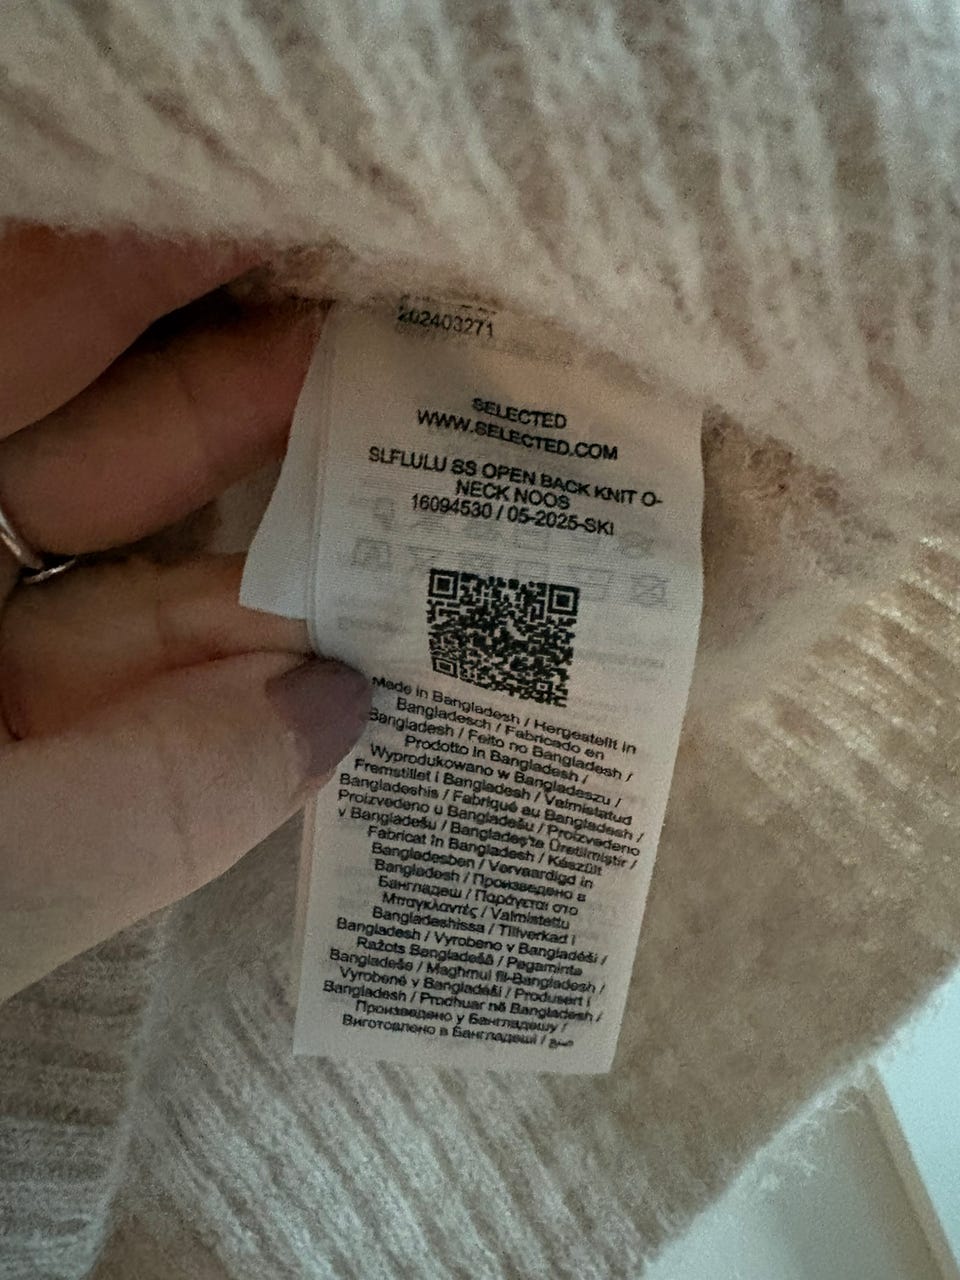 202403271
SELECTED
WWW.SELECTED.COM
SLFLULU SS OPEN BACK KNIT O-
NECK NOOS
16094530 / 05-2025-SKI
Made in Bangladesh / Hergestellt in
Bangladesch / Fabricado en
Bangladesh / Feito no Bangladesh /
Prodotto in Bangladesh /
Wyprodukowano w Bangladeszu /
Fremstillet i Bangladesh / Valmistatud
Bangladeshis / Fabriqué au Bangladesh /
Proizvedeno u Bangladešu / Proizvedeno
v Bangladešu / Bangladeş'te Üretilmiştir /
Fabricat în Bangladesh / Készült
Bangladesben / Vervaardigd in
Bangladesh / Произведено в
Бангладеш / Παράγεται στο
Μπαγκλαντές / Valmistettu
Bangladeshissa / Tillverkad i
Bangladesh / Vyrobeno v Bangladéši /
Ražots Bangladešā / Pagaminta
Bangladeše / Magħmul fil-Bangladesh /
Vyrobené v Bangladéši / Produsert i
Bangladesh / Prodhuar në Bangladesh /
Произведено у Бангладешу /
Виготовлено в Бангладеші /